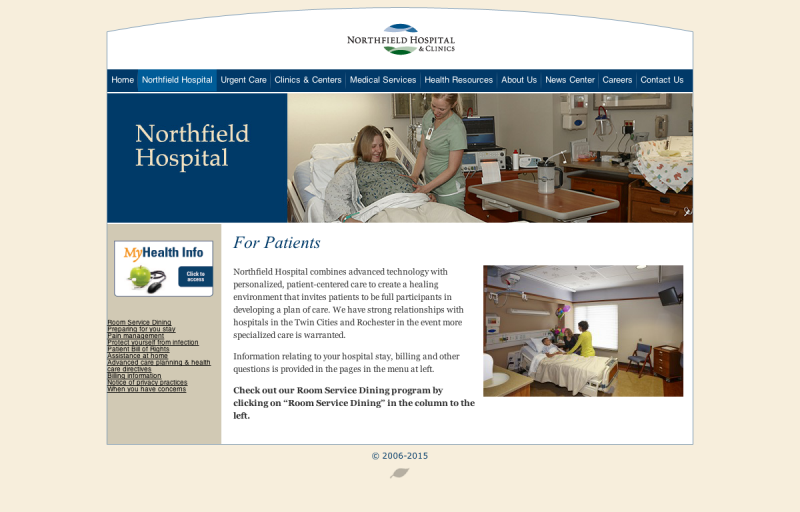 NORTHFIELD HOSPITAL
& CLINICS
Home Northfield Hospital Urgent Care Clinics & Centers Medical Services Health Resources About Us News Center Careers Contact Us
Northfield
Hospital
MyHealth Info
Click to
access
Room Service Dining
Preparing for you stay
Pain management
Protect yourself from infection
Patient Bill of Rights
Assistance at home
Advanced care planning & health
care directives
Billing information
Notice of privacy practices
When you have concerns
For Patients
Northfield Hospital combines advanced technology with
personalized, patient-centered care to create a healing
environment that invites patients to be full participants in
developing a plan of care. We have strong relationships with
hospitals in the Twin Cities and Rochester in the event more
specialized care is warranted.
Information relating to your hospital stay, billing and other
questions is provided in the pages in the menu at left.
Check out our Room Service Dining program by
clicking on “Room Service Dining” in the column to the
left.
© 2006-2015